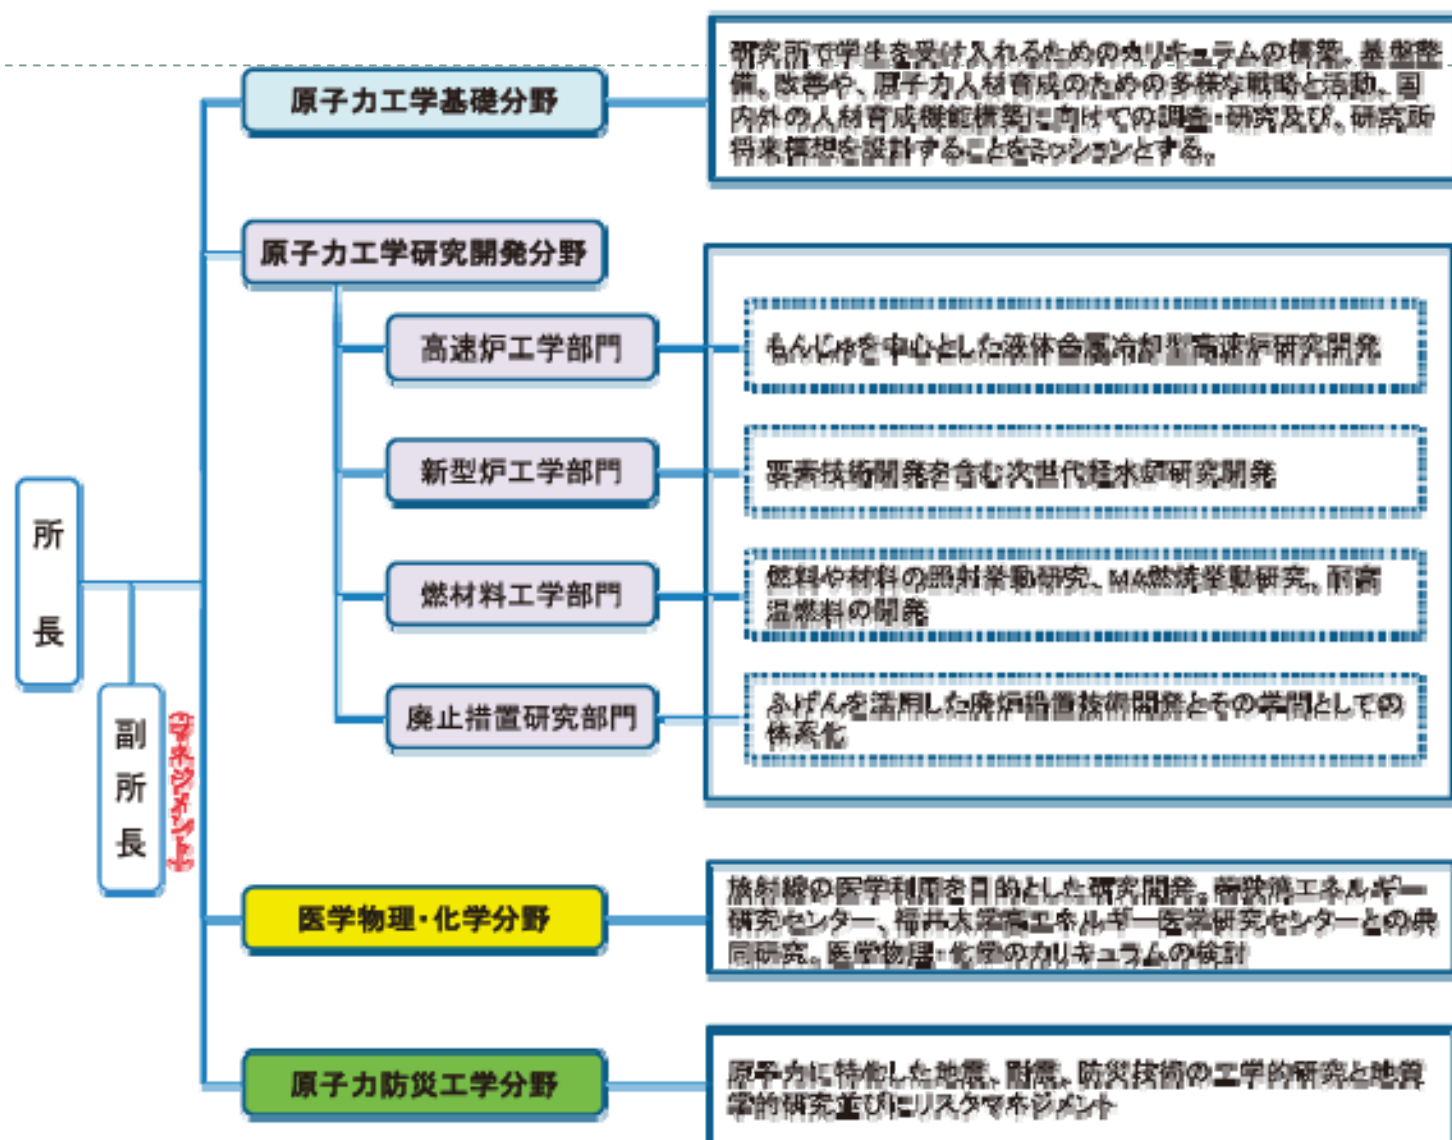 原子力工学基礎分野
研究所で学生を受け入れるためのカリキュラムの構築、基盤整
備、改善や、原子力人材育成のための多様な戦略と活動、国
内外の人材育成機能構築に向けての調査・研究及び、研究所
将来構想を設計することをミッションとする。
原子力工学研究開発分野
高速炉工学部門
もんじゅを中心とした液体金属冷却型高速炉研究開発
新型炉工学部門
要素技術開発を含む次世代軽水炉研究開発
燃材料工学部門
燃料や材料の照射挙動研究、MA燃焼挙動研究、耐高
温燃料の開発
廃止措置研究部門
ふげんを活用した廃炉措置技術開発とその学問としての
体系化
所長
副所長
(マネジメント)
医学物理・化学分野
放射線の医学利用を目的とした研究開発。若狭湾エネルギー
研究センター、福井大学高エネルギー医学研究センターとの共
同研究。医学物理・化学のカリキュラムの検討
原子力防災工学分野
原子力に特化した地震、耐震、防災技術の工学的研究と地質
学的研究並びにリスクマネジメント